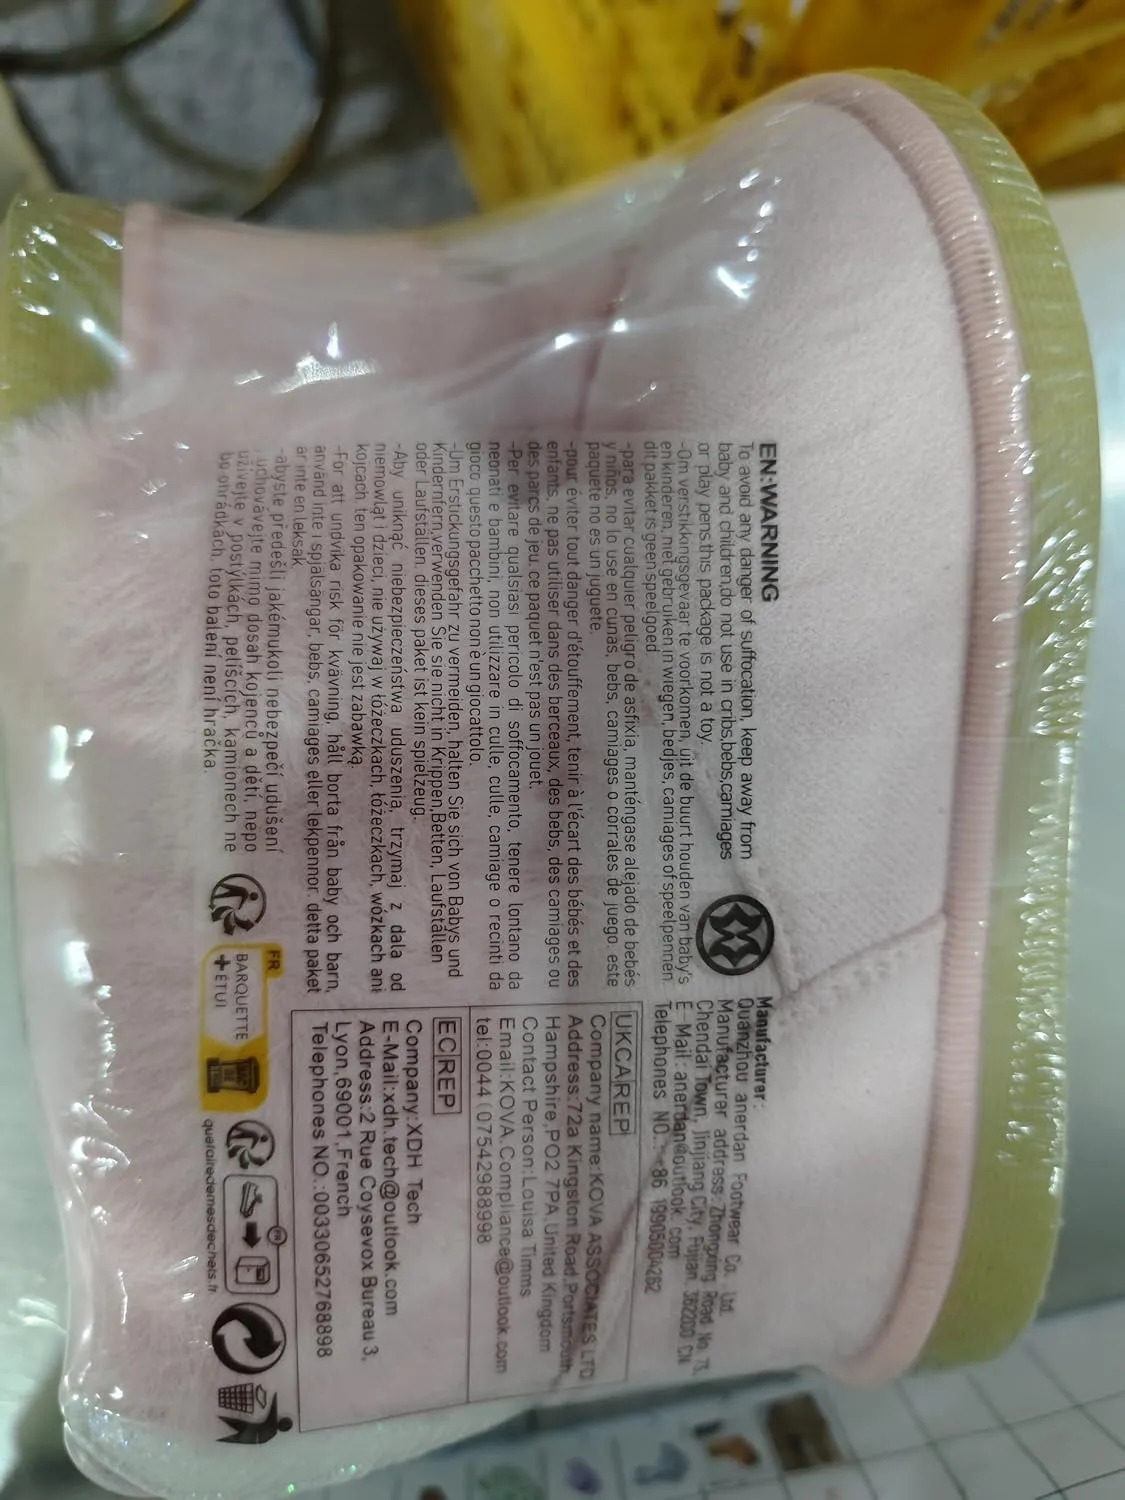 EN:WARNING
To avoid any danger of suffocation, keep away from
baby and children,do not use in cribs,bebs,camiages
or play pens.this package is not a toy.
-Om verstikkingsgevaar te voorkomen, uit de buurt houden van baby's
en kinderen, niet gebruiken in wiegen, bedjes, camiages of speelpennen.
dit pakket is geen speelgoed
-para evitar cualquier peligro de asfixia, manténgase alejado de bebés
y niños, no lo use en cunas, bebs, camiages o corrales de juego. este
paquete no es un juguete.
-pour éviter tout danger d'étouffement, tenir à l'écart des bébés et des
enfants, ne pas utiliser dans des berceaux, des bebs, des camiages ou
des parcs de jeu. ce paquet n'est pas un jouet.
-Per evitare qualsiasi pericolo di soffocamento, tenere lontano da
neonati e bambini, non utilizzare in culle, culle, camiage o recinti da
gioco questo pacchetto non è un giocattolo.
-Um Erstickungsgefahr zu vermeiden, halten Sie sich von Babys und
Kindernfern,verwenden Sie sie nicht in Krippen,Betten, Laufställen
oder Laufställen. dieses paket ist kein spielzeug.
-Aby uniknąć niebezpieczeństwa uduszenia, trzymaj z dala od
niemowląt i dzieci, nie używaj w łóżeczkach, łóżeczkach, wózkach ani
kojcach ten opakowanie nie jest zabawką.
-För att undvika risk för kvävning, håll borta från baby och barn,
använd inte i spjälsängar, bebs, camiages eller lekpennor. detta paket
är inte en leksak.
-abyste předešli jakémukoli nebezpečí udušení
, uchovávejte mimo dosah kojenců a dětí, nepo
užívejte v postýlkách, pelíšcích, kamionech ne
bo ohrádkách, toto balení není hračka.
Manufacturer:
Quanzhou anerdan Footwear Co., Ltd.
Manufacturer address: Zhongping Road No. 73,
Chendai Town, Jinjiang City, Fujian 362200 CN
E-Mail: anerdan@outlook.com
Telephones NO.: +86 19905004262
UKCA REP
Company name:KOVA ASSOCIATES LTD
Address:72a Kingston Road,Portsmouth,
Hampshire,PO2 7PA,United Kingdom
Contact Person:Louisa Timms
Email:KOVA.Compliance@outlook.com
tel:0044(07542988998
EC REP
Company:XDH Tech
E-Mail:xdh.tech@outlook.com
Address:2 Rue Coysevox Bureau 3,
Lyon,69001,French
Telephones NO.:0033065276889​8
FR
BARQUETTE
+ ÉTUI
FR
quefairedemesdechets.fr